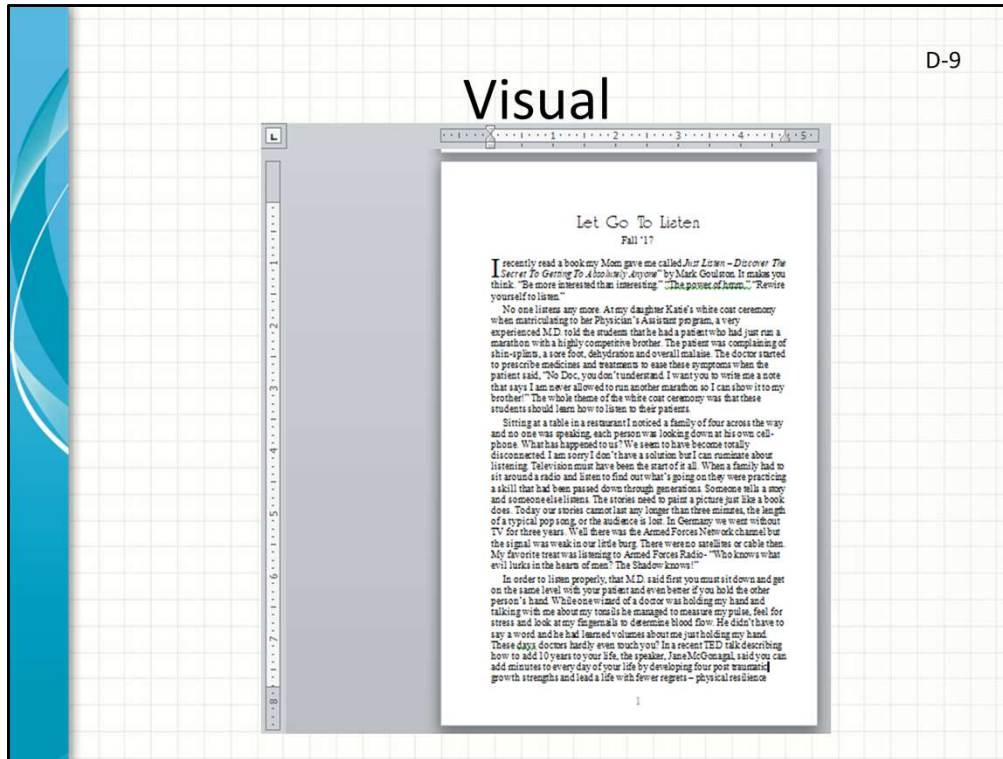 D-9
Visual
L
1 2 3 4 5
Let Go To Listen
Fall '17
I recently read a book my Mom gave me called Just Listen – Discover The
Secret To Getting To Absolutely Anyone" by Mark Goulston. It makes you
think. "Be more interested than interesting." "The power of hmm." "Rewire
yourself to listen."
No one listens any more. At my daughter Katie's white coat ceremony
when matriculating to her Physician's Assistant program, a very
experienced M.D. told the students that he had a patient who had just run a
marathon with a highly competitive brother. The patient was complaining of
shin-splints, a sore foot, dehydration and overall malaise. The doctor started
to prescribe medicines and treatments to ease these symptoms when the
patient said, "No Doc, you don't understand. I want you to write me a note
that says I am never allowed to run another marathon so I can show it to my
brother!" The whole theme of the white coat ceremony was that these
students should learn how to listen to their patients.
Sitting at a table in a restaurant I noticed a family of four across the way
and no one was speaking, each person was looking down at his own cell-
phone. What has happened to us? We seem to have become totally
disconnected. I am sorry I don't have a solution but I can ruminate about
listening. Television must have been the start of it all. When a family had to
sit around a radio and listen to find out what's going on they were practicing
a skill that had been passed down through generations. Someone tells a story
and someone else listens. The stories need to paint a picture just like a book
does. Today our stories cannot last any longer than three minutes, the length
of a typical pop song, or the audience is lost. In Germany we went without
TV for three years. Well there was the Armed Forces Network channel but
the signal was weak in our little burg. There were no satellites or cable then.
My favorite treat was listening to Armed Forces Radio- "Who knows what
evil lurks in the hearts of men? The Shadow knows!"
In order to listen properly, that M.D. said first you must sit down and get
on the same level with your patient and even better if you hold the other
person's hand. While one wizard of a doctor was holding my hand and
talking with me about my tonsils he managed to measure my pulse, feel for
stress and look at my fingernails to determine blood flow. He didn't have to
say a word and he had learned volumes about me just holding my hand.
These days doctors hardly even touch you? In a recent TED talk describing
how to add 10 years to your life, the speaker, Jane McGonagal, said you can
add minutes to every day of your life by developing four post traumatic
growth strengths and lead a life with fewer regrets – physical resilience
1
1 1 2 3 4 5 6 7 8